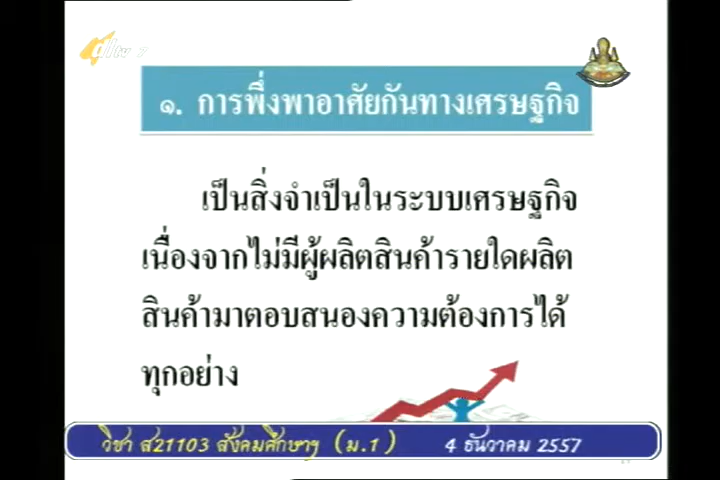 ๑. การพึ่งพาอาศัยกันทางเศรษฐกิจ
เป็นสิ่งจำเป็นในระบบเศรษฐกิจ
เนื่องจากไม่มีผู้ผลิตสินค้ารายใดผลิต
สินค้ามาตอบสนองความต้องการได้
ทุกอย่าง
วิชา ส21103 สังคมศึกษาฯ (ม.1) 4 ธันวาคม 2557